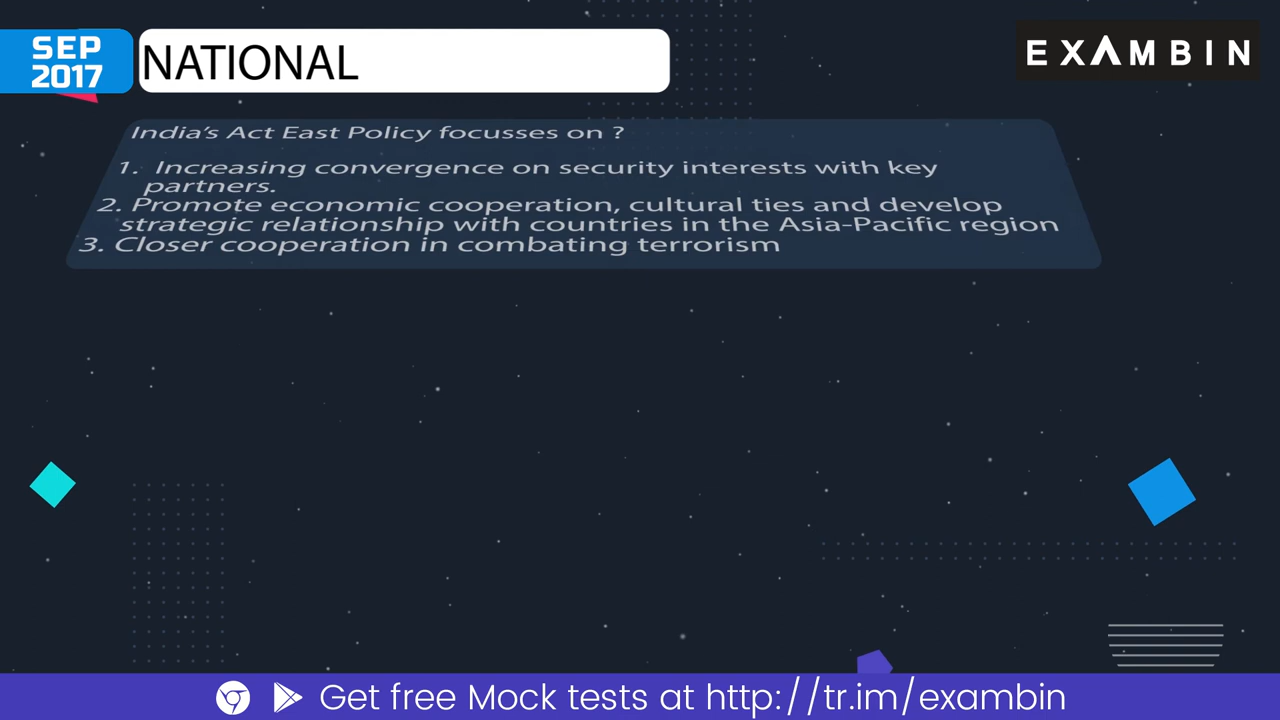 SEP
2017
NATIONAL
EXAMBIN
India's Act East Policy focusses on ?
1. Increasing convergence on security interests with key
partners.
2. Promote economic cooperation, cultural ties and develop
strategic relationship with countries in the Asia-Pacific region
3. Closer cooperation in combating terrorism
Get free Mock tests at http://tr.im/exambin